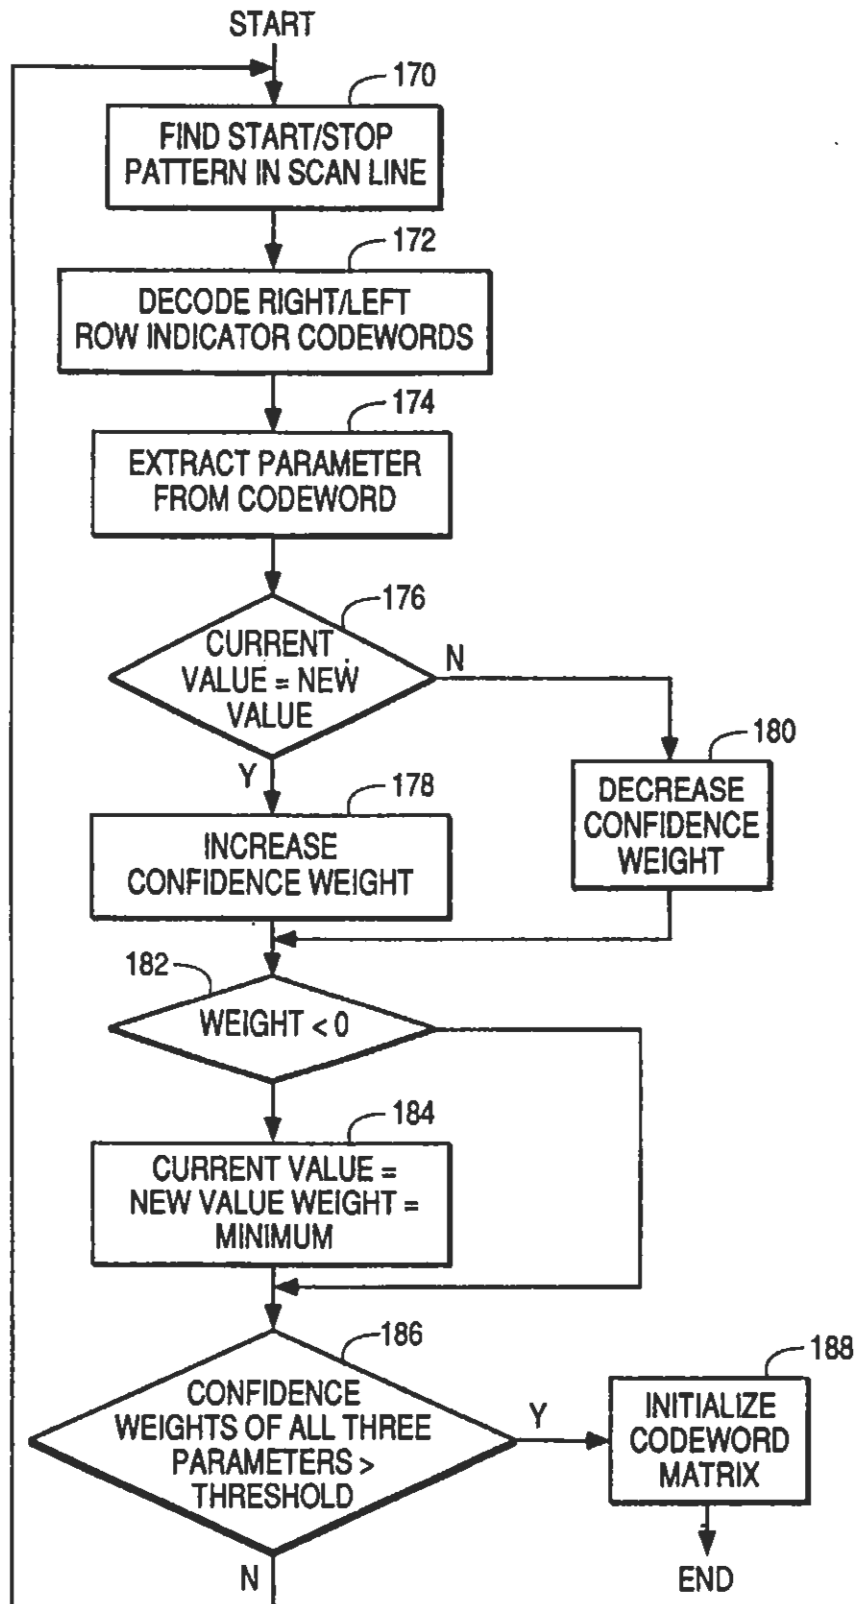 START
170
FIND START/STOP
PATTERN IN SCAN LINE
172
DECODE RIGHT/LEFT
ROW INDICATOR CODEWORDS
174
EXTRACT PARAMETER
FROM CODEWORD
176
CURRENT
VALUE = NEW
VALUE
N
Y
180
DECREASE
CONFIDENCE
WEIGHT
178
INCREASE
CONFIDENCE WEIGHT
182
WEIGHT < 0
184
CURRENT VALUE =
NEW VALUE WEIGHT =
MINIMUM
186
CONFIDENCE
WEIGHTS OF ALL THREE
PARAMETERS >
THRESHOLD
Y
N
188
INITIALIZE
CODEWORD
MATRIX
END